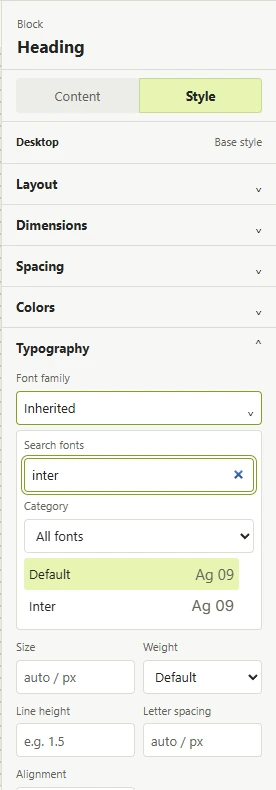 Block
Heading
Content Style
Desktop Base style
Layout
Dimensions
Spacing
Colors
Typography
Font family
Inherited
Search fonts
inter
Category
All fonts
Default Ag 09
Inter Ag 09
Size Weight
auto / px Default
Line height Letter spacing
e.g. 1.5 auto / px
Alignment